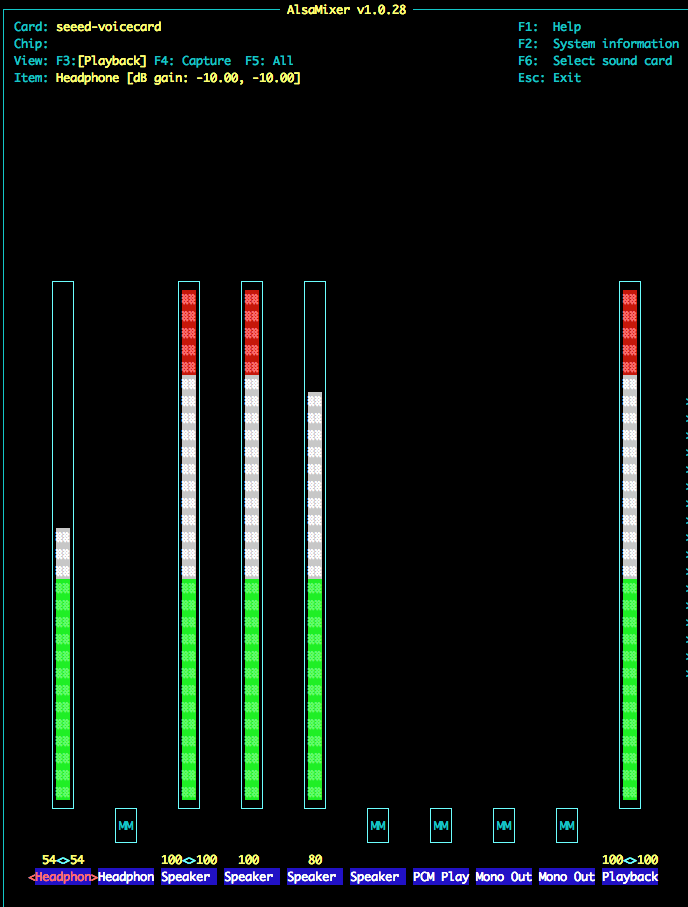 AlsaMixer v1.0.28
Card: seeed-voicecard F1: Help
Chip: F2: System information
View: F3:[Playback] F4: Capture F5: All F6: Select sound card
Item: Headphone [dB gain: -10.00, -10.00] Esc: Exit
MM MM MM MM MM
54<>54 100<>100 100 80 100<>100
<Headphon>Headphon Speaker Speaker Speaker Speaker PCM Play Mono Out Mono Out Playback